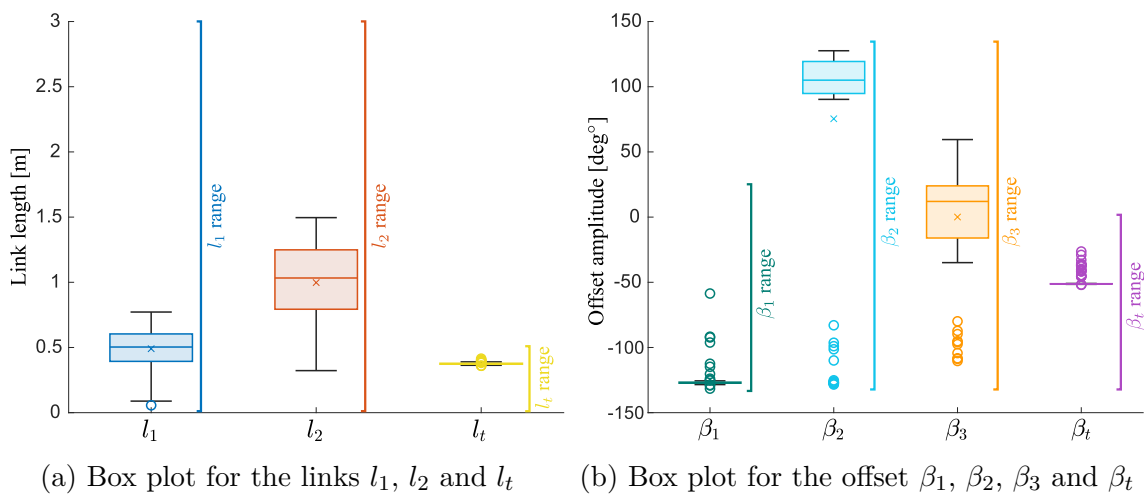 3
2.5
2
1.5
1
0.5
0
Link length [m]
l₁ range
l₂ range
lₜ range
l₁ l₂ lₜ
150
100
50
0
-50
-100
-150
Offset amplitude [deg°]
β₁ range
β₂ range
β₃ range
βₜ range
β₁ β₂ β₃ βₜ
(a) Box plot for the links l₁, l₂ and lₜ
(b) Box plot for the offset β₁, β₂, β₃ and βₜ